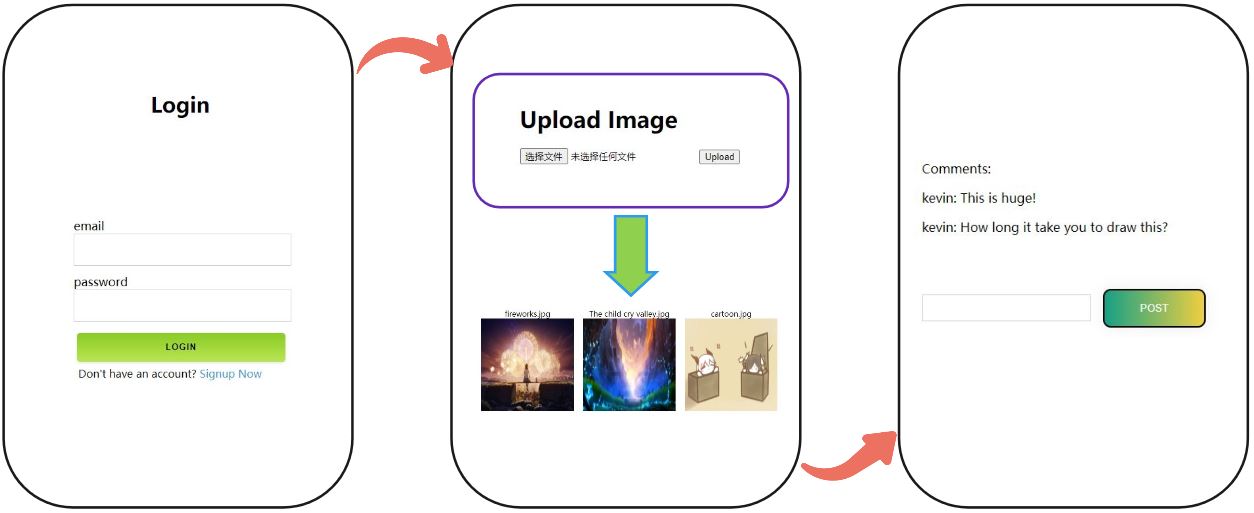 Login
email
password
LOGIN
Don't have an account? Signup Now
Upload Image
选择文件 未选择任何文件 Upload
fireworks.jpg The child cry valley.jpg cartoon.jpg
Comments:
kevin: This is huge!
kevin: How long it take you to draw this?
POST